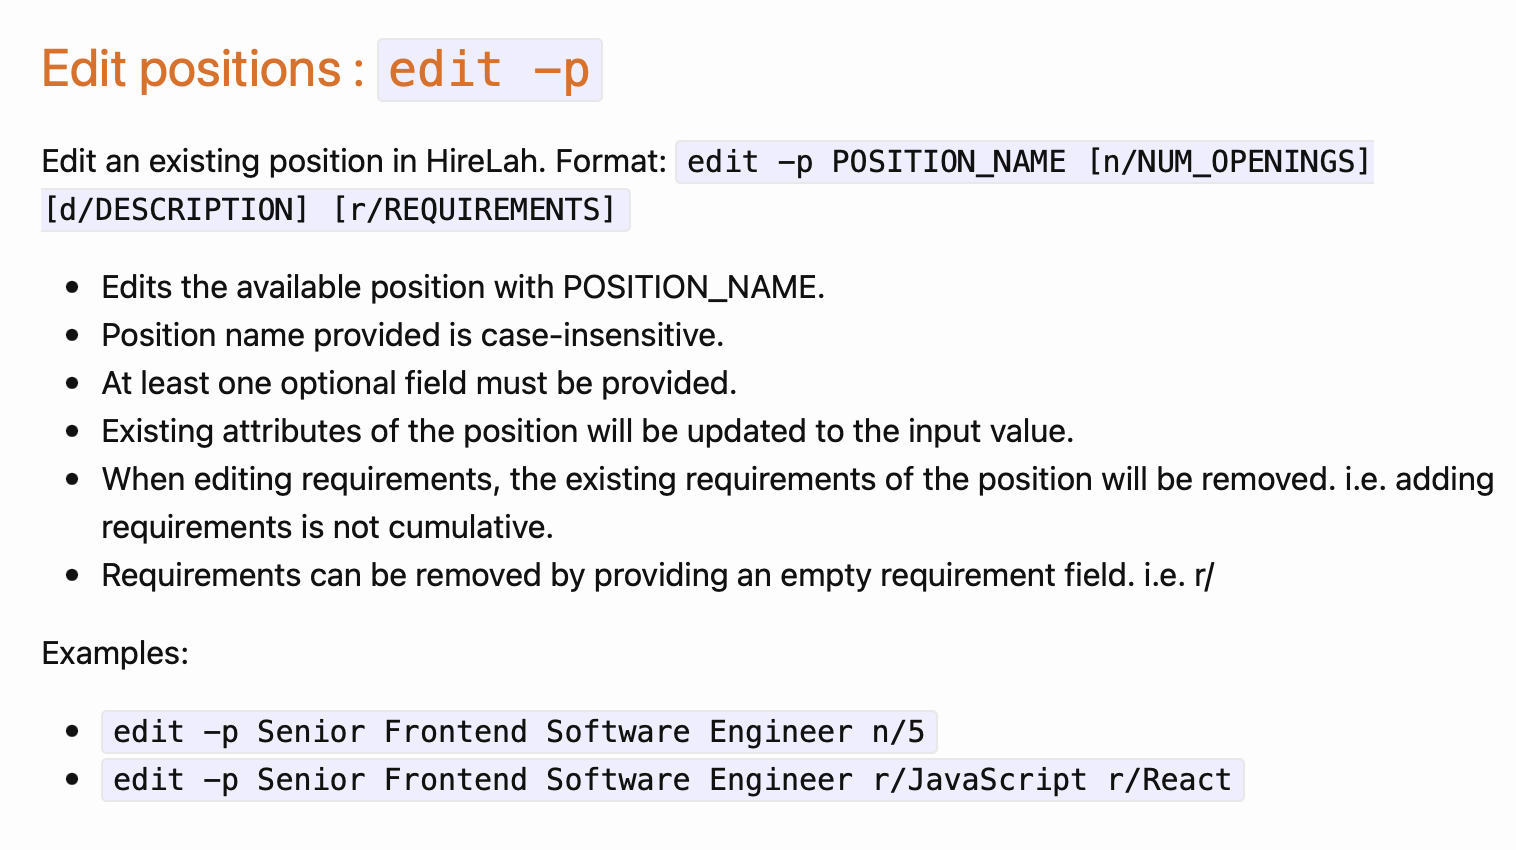 Edit positions : edit -p
Edit an existing position in HireLah. Format: edit -p POSITION_NAME [n/NUM_OPENINGS]
[d/DESCRIPTION] [r/REQUIREMENTS]
• Edits the available position with POSITION_NAME.
• Position name provided is case-insensitive.
• At least one optional field must be provided.
• Existing attributes of the position will be updated to the input value.
• When editing requirements, the existing requirements of the position will be removed. i.e. adding
requirements is not cumulative.
• Requirements can be removed by providing an empty requirement field. i.e. r/
Examples:
• edit -p Senior Frontend Software Engineer n/5
• edit -p Senior Frontend Software Engineer r/JavaScript r/React